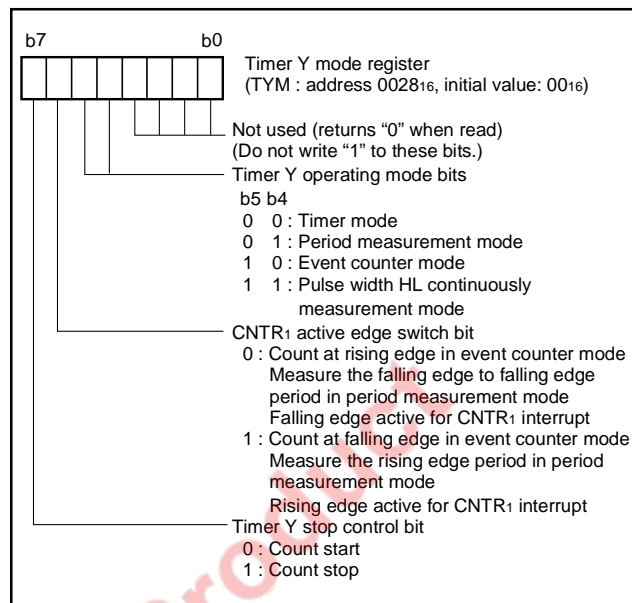 b7 b0
Timer Y mode register
(TYM : address 002816, initial value: 0016)
Not used (returns “0” when read)
(Do not write “1” to these bits.)
Timer Y operating mode bits
b5 b4
0 0 : Timer mode
0 1 : Period measurement mode
1 0 : Event counter mode
1 1 : Pulse width HL continuously
measurement mode
CNTR1 active edge switch bit
0 : Count at rising edge in event counter mode
Measure the falling edge to falling edge
period in period measurement mode
Falling edge active for CNTR1 interrupt
1 : Count at falling edge in event counter mode
Measure the rising edge period in period
measurement mode
Rising edge active for CNTR1 interrupt
Timer Y stop control bit
0 : Count start
1 : Count stop